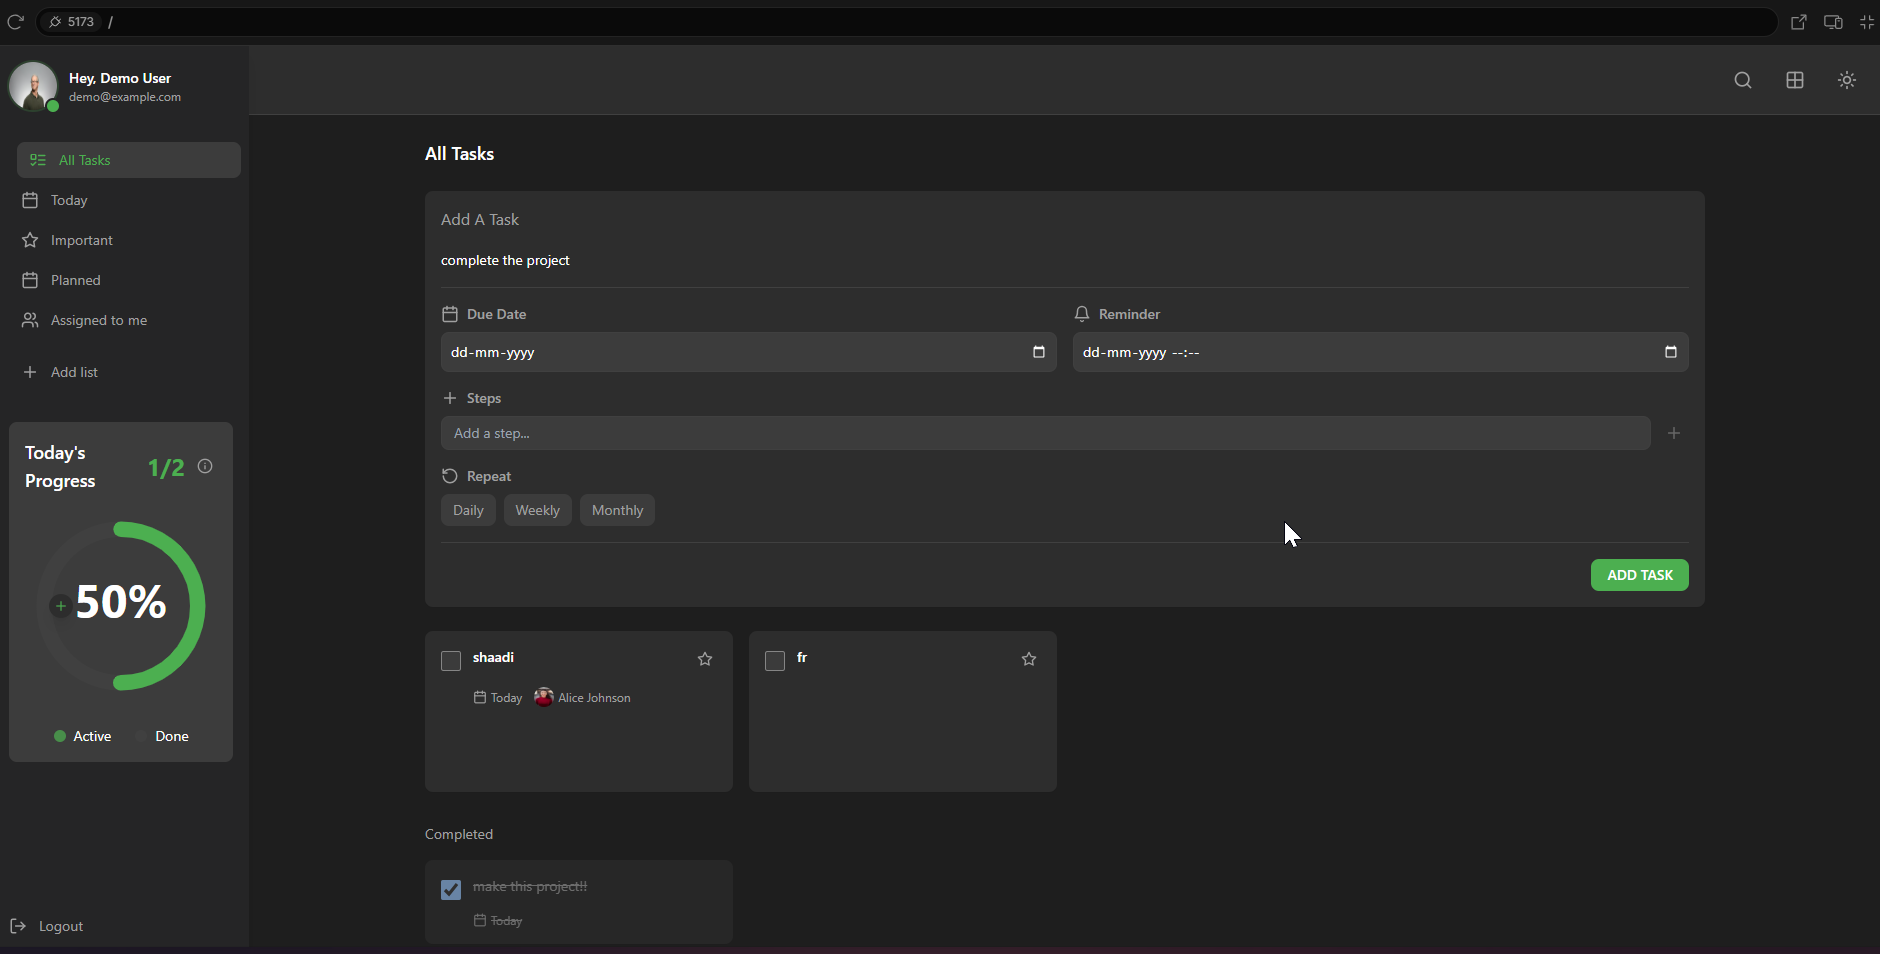 5173 /
Hey, Demo User
demo@example.com
All Tasks
Today
Important
Planned
Assigned to me
Add list
Today's
Progress
1/2
50%
Active
Done
Logout
All Tasks
Add A Task
complete the project
Due Date
Reminder
dd-mm-yyyy
dd-mm-yyyy --:--
Steps
Add a step...
Repeat
Daily
Weekly
Monthly
ADD TASK
shaadi
Today
Alice Johnson
fr
Completed
make this project!!
Today